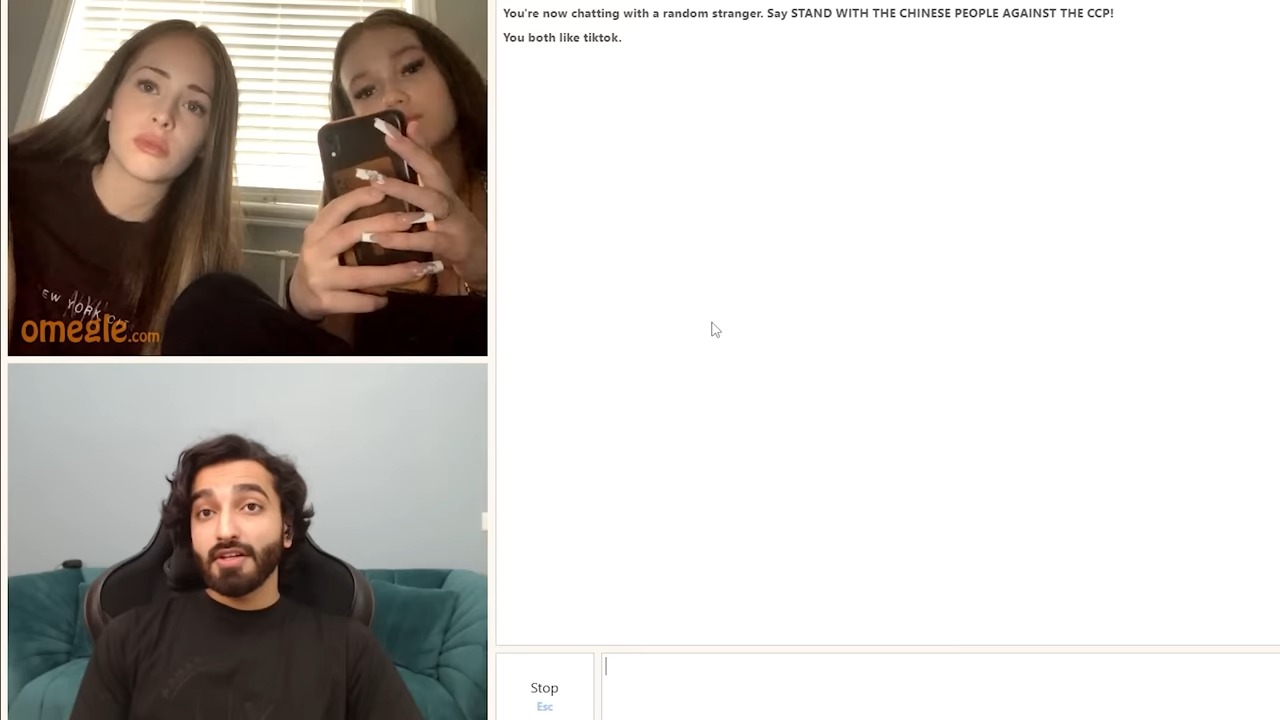 You're now chatting with a random stranger. Say STAND WITH THE CHINESE PEOPLE AGAINST THE CCP!
You both like tiktok.
NEW YORK
omegle.com
Stop
Esc